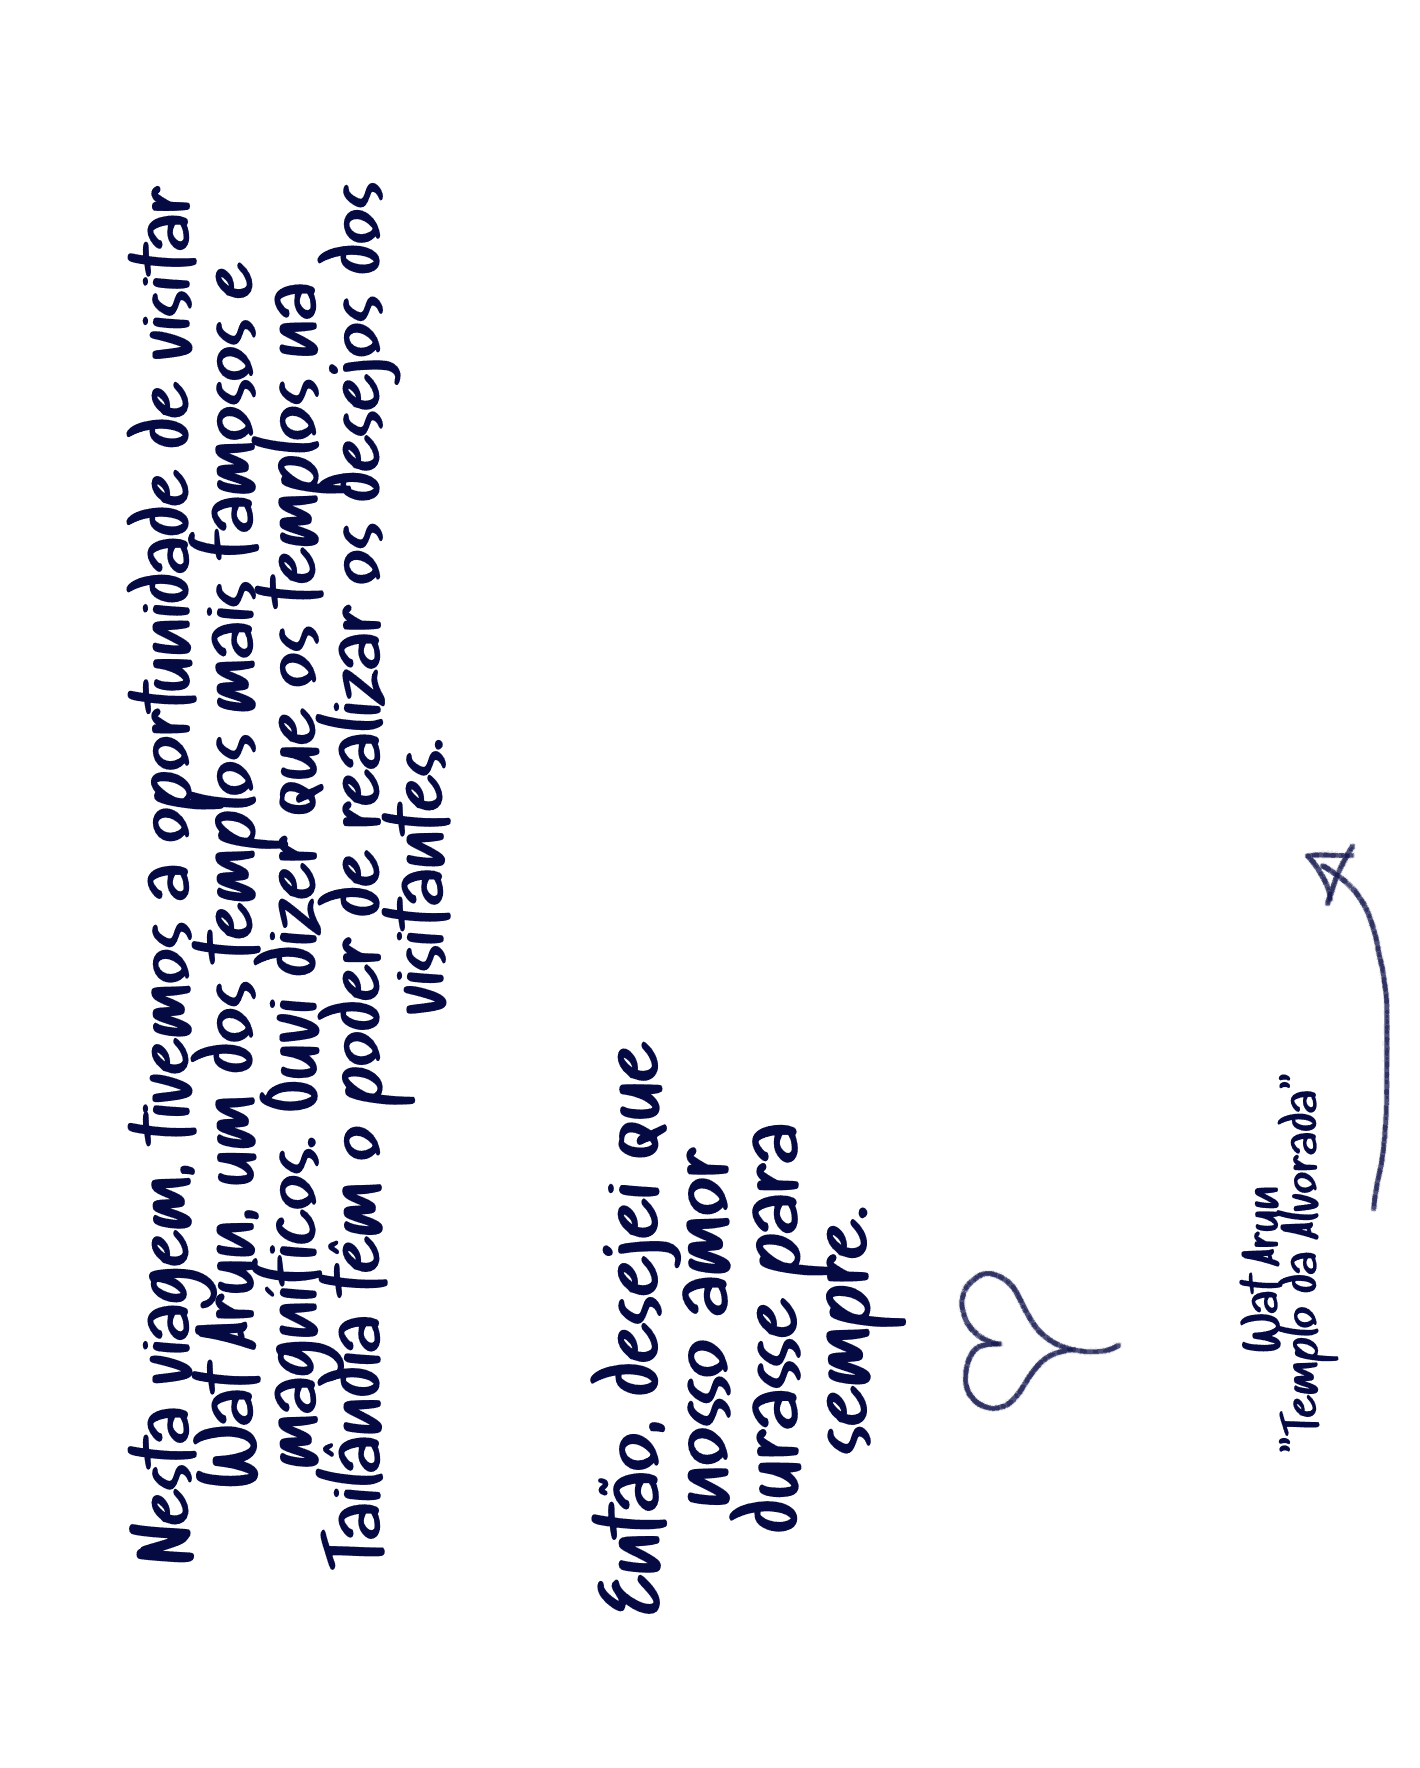 Nesta viagem, tivemos a oportunidade de visitar
Wat Arun, um dos templos mais famosos e
magníficos. Ouvi dizer que os templos na
Tailândia têm o poder de realizar os desejos dos
visitantes.
Então, desejei que
nosso amor
durasse para
sempre.
Wat Arun
"Templo da Alvorada"